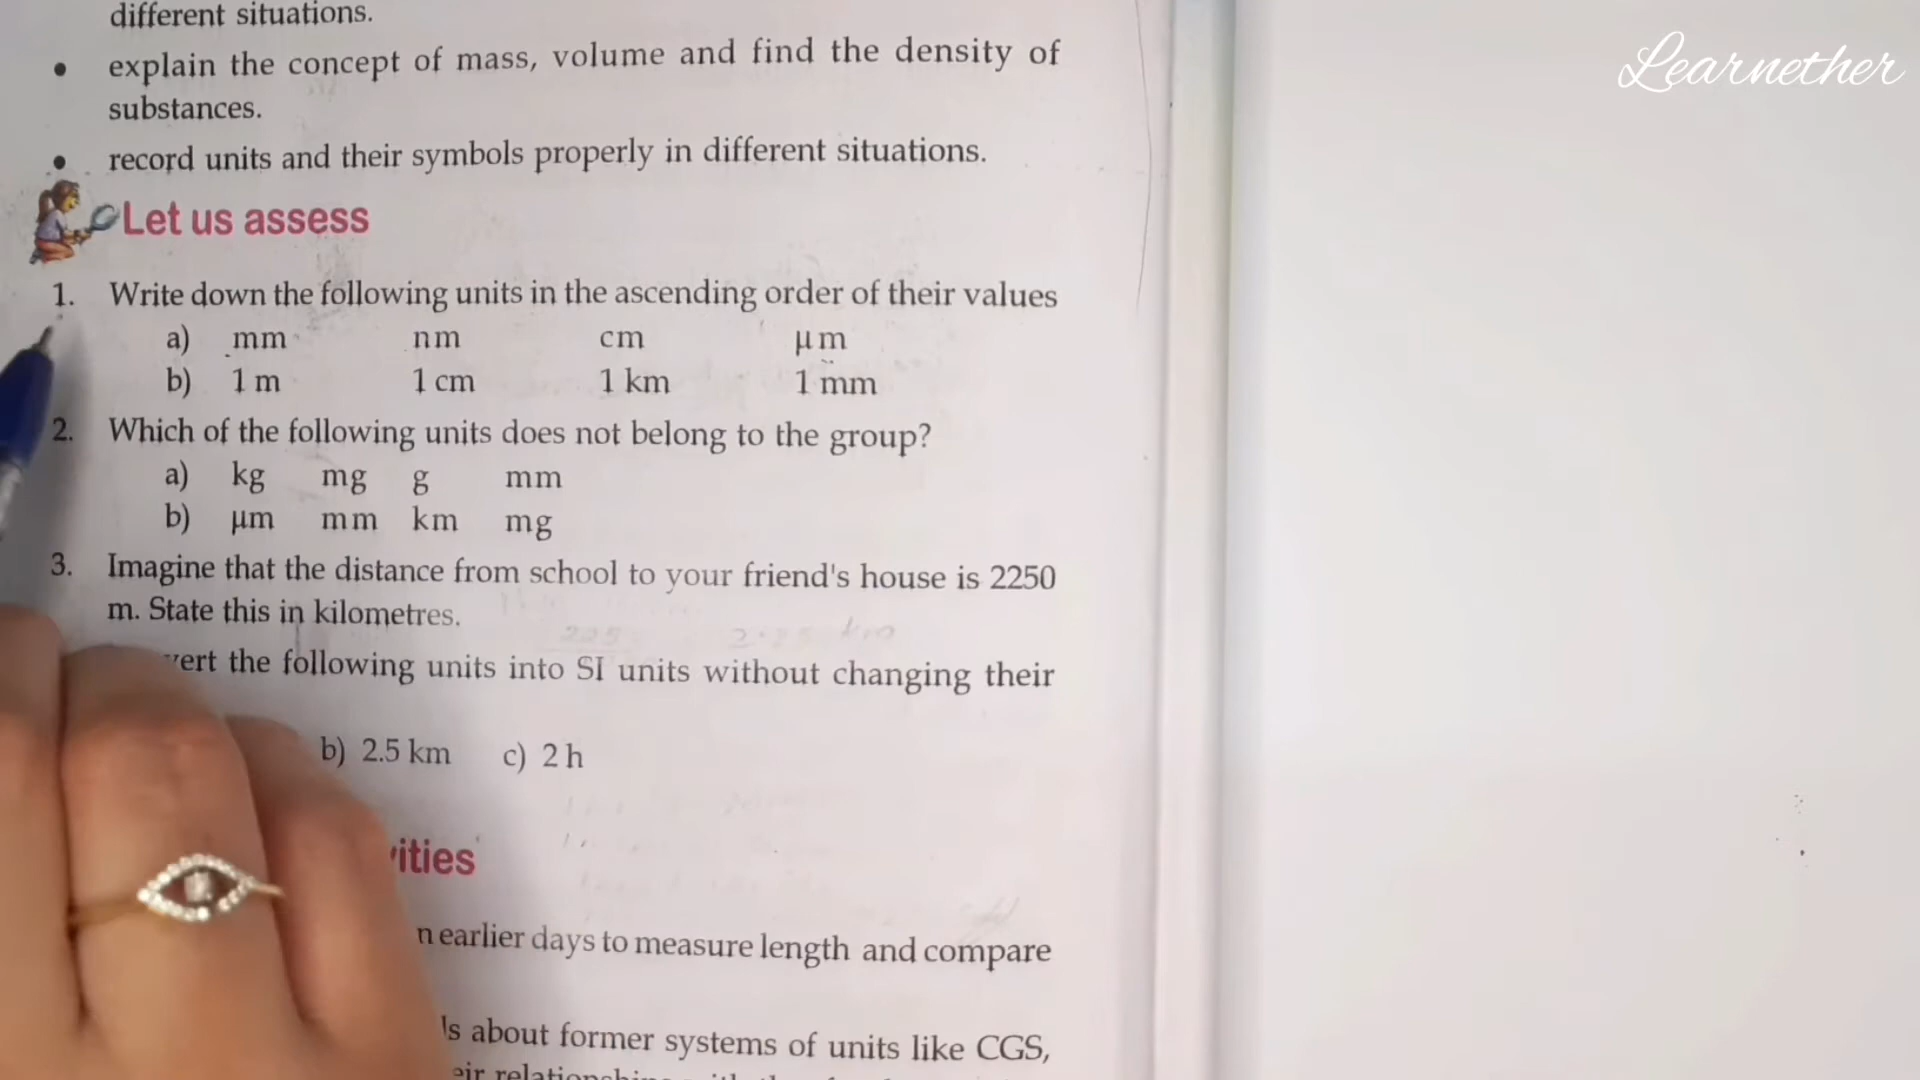 different situations.
Learnether
• explain the concept of mass, volume and find the density of
substances.
• record units and their symbols properly in different situations.
Let us assess
1. Write down the following units in the ascending order of their values
a) mm nm cm μm
b) 1 m 1 cm 1 km 1 mm
2. Which of the following units does not belong to the group?
a) kg mg g mm
b) μm mm km mg
3. Imagine that the distance from school to your friend's house is 2250
m. State this in kilometres.
the following units into SI units without changing their
b) 2.5 km c) 2 h
earlier days to measure length and compare
about former systems of units like CGS,